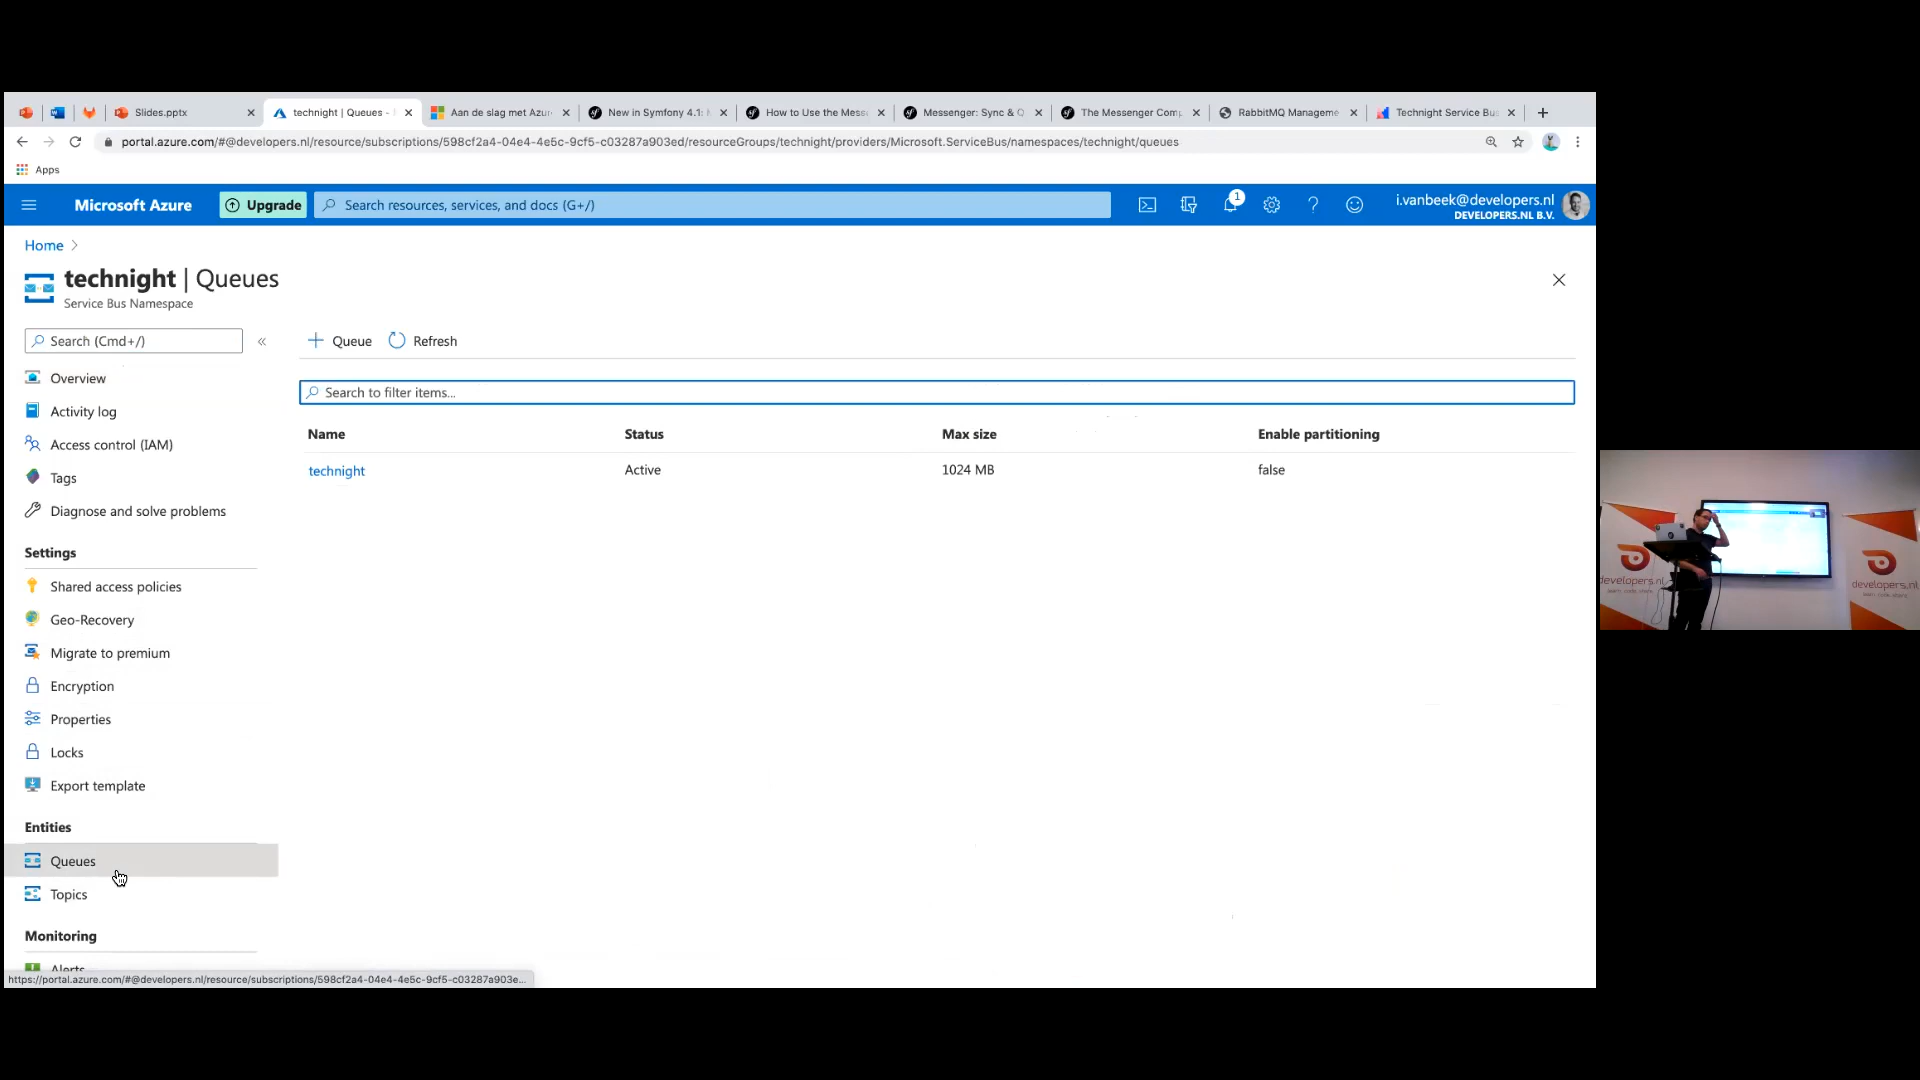 Slides.pptx
technight | Queues -
Aan de slag met Azur
New in Symfony 4.1:
How to Use the Mess
Messenger: Sync & Q
The Messenger Comp
RabbitMQ Manageme
Technight Service Bus
portal.azure.com/#@developers.nl/resource/subscriptions/598cf2a4-04e4-4e5c-9cf5-c03287a903ed/resourceGroups/technight/providers/Microsoft.ServiceBus/namespaces/technight/queues
Apps
Microsoft Azure
Upgrade
Search resources, services, and docs (G+/)
1
i.vanbeek@developers.nl
DEVELOPERS.NL B.V.
Home
technight | Queues
Service Bus Namespace
Search (Cmd+/)
«
Overview
Activity log
Access control (IAM)
Tags
Diagnose and solve problems
Settings
Shared access policies
Geo-Recovery
Migrate to premium
Encryption
Properties
Locks
Export template
Entities
Queues
Topics
Monitoring
Alerts
+ Queue Refresh
Search to filter items...
Name Status Max size Enable partitioning
technight Active 1024 MB false
https://portal.azure.com/#@developers.nl/resource/subscriptions/598cf2a4-04e4-4e5c-9cf5-c03287a903e...
developers.nl
developers.nl